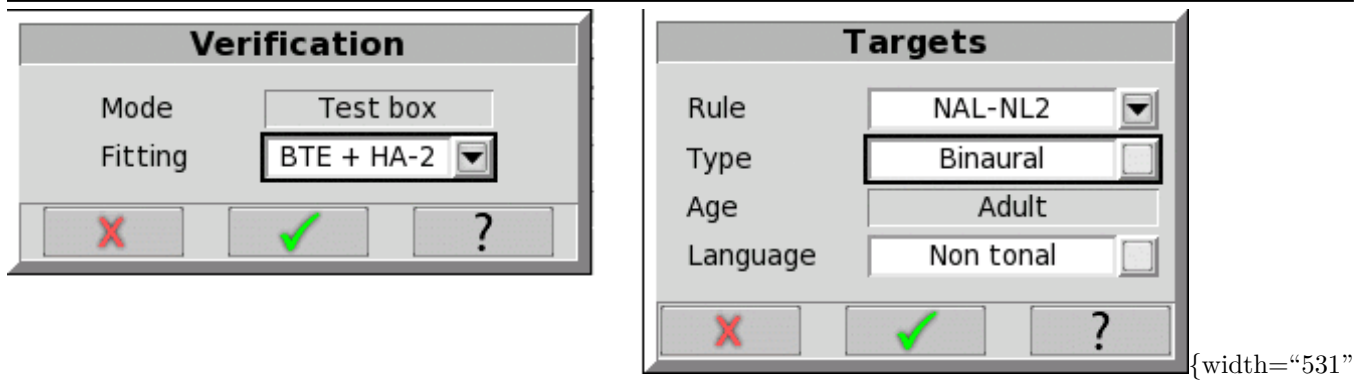 Verification
Mode Test box
Fitting BTE + HA-2
?
Targets
Rule NAL-NL2
Type Binaural
Age Adult
Language Non tonal
?
{width=“531”